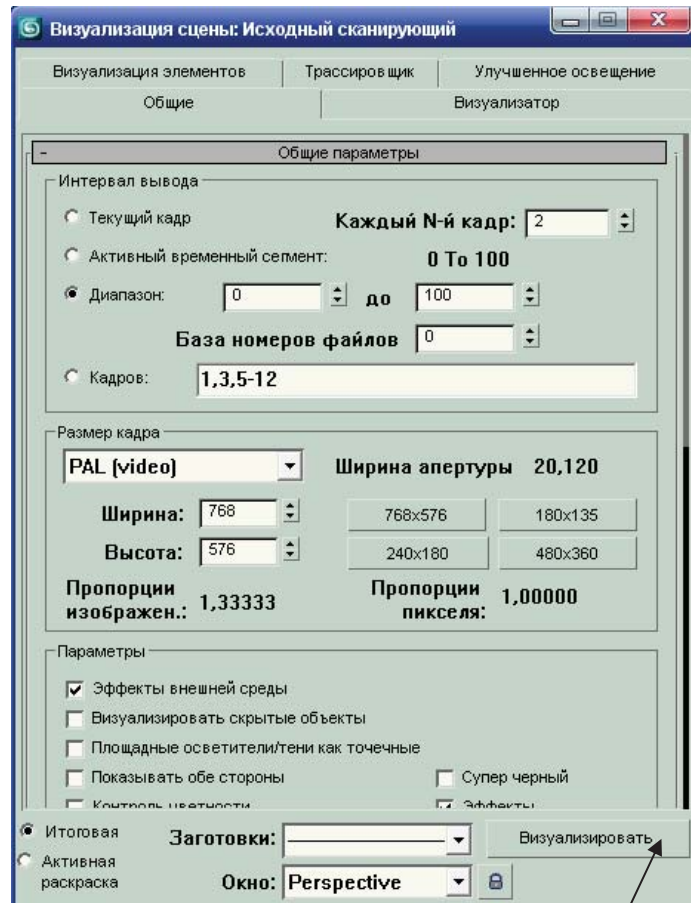 Визуализация сцены: Исходный сканирующий
Визуализация элементов Трассировщик Улучшенное освещение
Общие Визуализатор
- Общие параметры
Интервал вывода
Текущий кадр Каждый N-й кадр: 2
Активный временный сегмент: 0 To 100
Диапазон: 0 до 100
База номеров файлов 0
Кадров: 1,3,5-12
Размер кадра
PAL (video) Ширина апертуры 20,120
Ширина: 768 768x576 180x135
Высота: 576 240x180 480x360
Пропорции изображен.: 1,33333 Пропорции пикселя: 1,00000
Параметры
Эффекты внешней среды
Визуализировать скрытые объекты
Площадные осветители/тени как точечные
Показывать обе стороны Супер черный
Контроль цветности Эффекты
Итоговая Заготовки: Визуализировать
Активная раскраска Окно: Perspective